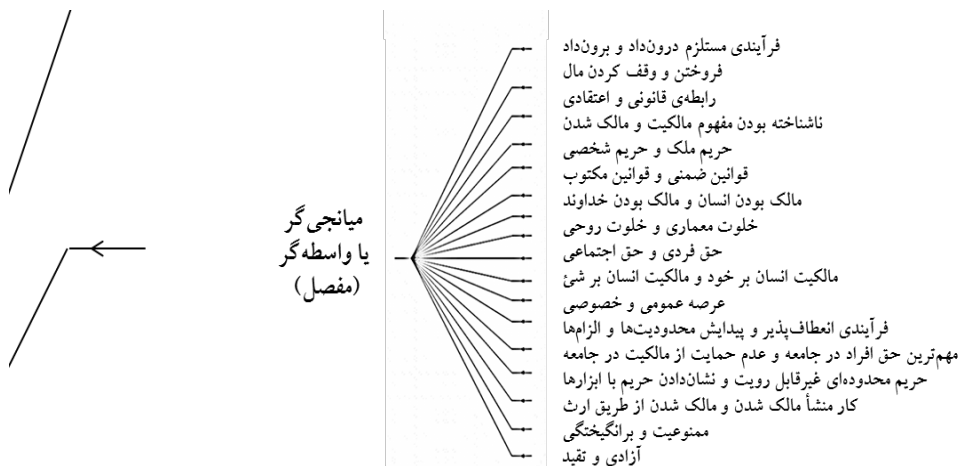 فرآیندی مستلزم درون‌داد و برون‌داد
فروختن و وقف کردن مال
رابطه‌ی قانونی و اعتقادی
ناشناخته بودن مفهوم مالکیت و مالک شدن
حریم ملک و حریم شخصی
قوانین ضمنی و قوانین مکتوب
مالک بودن انسان و مالک بودن خداوند
خلوت معماری و خلوت روحی
حق فردی و حق اجتماعی
مالکیت انسان بر خود و مالکیت انسان بر شئ
عرصه عمومی و خصوصی
فرآیندی انعطاف‌پذیر و پیدایش محدودیت‌ها و الزام‌ها
مهم‌ترین حق افراد در جامعه و عدم حمایت از مالکیت در جامعه
حریم محدوده‌ای غیرقابل رویت و نشان‌دادن حریم با ابزارها
کار منشأ مالک شدن و مالک شدن از طریق ارث
ممنوعیت و برانگیختگی
آزادی و تقید
میانجی‌گر
یا واسطه‌گر
(مفصل)